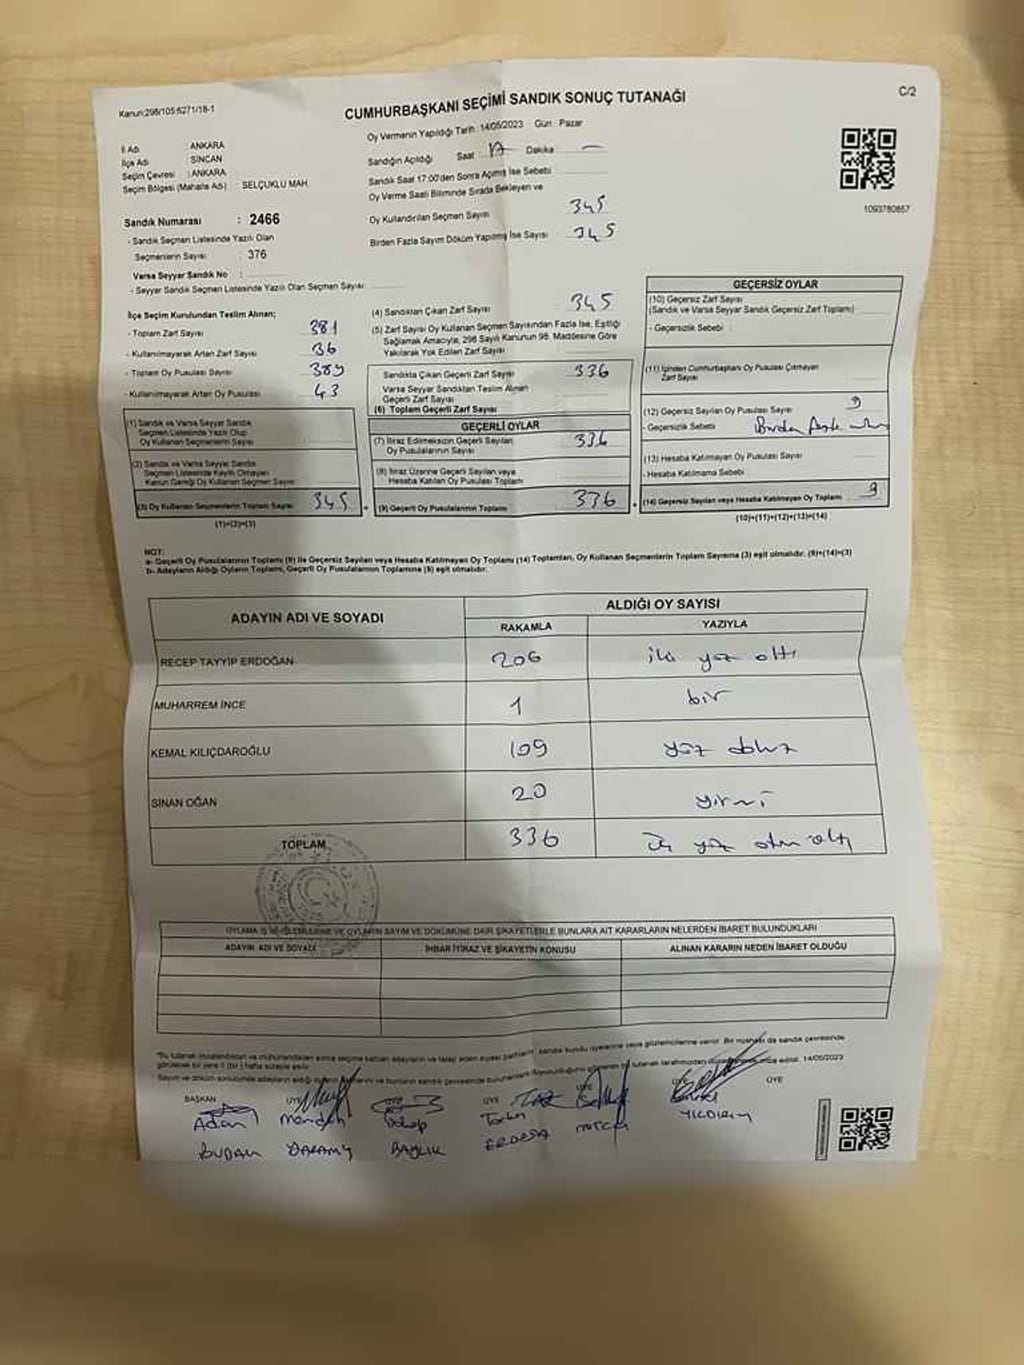 Kanun:298/105:6271/18-1
C/2
CUMHURBAŞKANI SEÇİMİ SANDIK SONUÇ TUTANAĞI
Oy Vermenin Yapıldığı Tarih : 14/05/2023 Gün : Pazar
İl Adı : ANKARA
İlçe Adı : SİNCAN
Seçim Çevresi : ANKARA
Seçim Bölgesi (Mahalle Adı) : SELÇUKLU MAH
Sandığın Açıldığı Saat 17 Dakika —
Sandık Saat 17.00'den Sonra Açılmış İse Sebebi
Oy Verme Saati Bitiminde Sırada Bekleyen ve
Oy Kullandırılan Seçmen Sayısı 345
Birden Fazla Sayım Döküm Yapılmış İse Sayısı 345
1093780857
Sandık Numarası : 2466
- Sandık Seçmen Listesinde Yazılı Olan
Seçmenlerin Sayısı : 376
Varsa Seyyar Sandık No :
- Seyyar Sandık Seçmen Listesinde Yazılı Olan Seçmen Sayısı
İlçe Seçim Kurulundan Teslim Alınan;
- Toplam Zarf Sayısı 381
- Kullanılmayarak Artan Zarf Sayısı 36
- Toplam Oy Pusulası Sayısı 389
- Kullanılmayarak Artan Oy Pusulası 43
(1) Sandık ve Varsa Seyyar Sandık
Seçmen Listesinde Yazılı Olup
Oy Kullanan Seçmenlerin Sayısı
(2) Sandık ve Varsa Seyyar Sandık
Seçmen Listesinde Kayıtlı Olmayan
Kanun Gereği Oy Kullanan Seçmen Sayısı
(3) Oy Kullanan Seçmenlerin Toplam Sayısı 345
(1)+(2)=(3)
(4) Sandıktan Çıkan Zarf Sayısı 345
(5) Zarf Sayısı Oy Kullanan Seçmen Sayısından Fazla İse, Eşitliği
Sağlamak Amacıyla, 298 Sayılı Kanunun 98. Maddesine Göre
Yakılarak Yok Edilen Zarf Sayısı
Sandıkta Çıkan Geçerli Zarf Sayısı 336
Varsa Seyyar Sandıktan Teslim Alınan
Geçerli Zarf Sayısı
(6) Toplam Geçerli Zarf Sayısı
GEÇERLİ OYLAR
(7) İtiraz Edilmeksizin Geçerli Sayılan
Oy Pusulalarının Sayısı 336
(8) İtiraz Üzerine Geçerli Sayılan veya
Hesaba Katılan Oy Pusulası Toplamı
(9) Geçerli Oy Pusulalarının Toplamı 336
GEÇERSİZ OYLAR
(10) Geçersiz Zarf Sayısı
(Sandık ve Varsa Seyyar Sandık Geçersiz Zarf Toplamı)
- Geçersizlik Sebebi :
(11) İçinden Cumhurbaşkanı Oy Pusulası Çıkmayan
Zarf Sayısı
(12) Geçersiz Sayılan Oy Pusulası Sayısı 9
- Geçersizlik Sebebi
(13) Hesaba Katılmayan Oy Pusulası Sayısı
- Hesaba Katılmama Sebebi
(14) Geçersiz Sayılan veya Hesaba Katılmayan Oy Toplamı 9
(10)+(11)+(12)+(13)=(14)
NOT:
a- Geçerli Oy Pusulalarının Toplamı (9) ile Geçersiz Sayılan veya Hesaba Katılmayan Oy Toplamı (14) Toplamları, Oy Kullanan Seçmenlerin Toplam Sayısına (3) eşit olmalıdır. (9)+(14)=(3)
b- Adayların Aldığı Oyların Toplamı, Geçerli Oy Pusulalarının Toplamına (9) eşit olmalıdır.
ADAYIN ADI VE SOYADI
ALDIĞI OY SAYISI
RAKAMLA YAZIYLA
RECEP TAYYİP ERDOĞAN 206 iki yüz altı
MUHARREM İNCE 1 bir
KEMAL KILIÇDAROĞLU 109 yüz dokuz
SİNAN OĞAN 20 yirmi
TOPLAM 336 üç yüz otuz altı
OYLAMA İŞ VE İŞLEMLERİNE VE OYLARIN SAYIM VE DÖKÜMÜNE DAİR ŞİKAYETLERLE BUNLARA AİT KARARLARIN NELERDEN İBARET BULUNDUKLARI
ADAYIN ADI VE SOYADI İHBAR İTİRAZ VE ŞİKAYETİN KONUSU ALINAN KARARIN NEDEN İBARET OLDUĞU
14/05/2023
BAŞKAN ÜYE ÜYE ÜYE ÜYE ÜYE
YILDIRIM